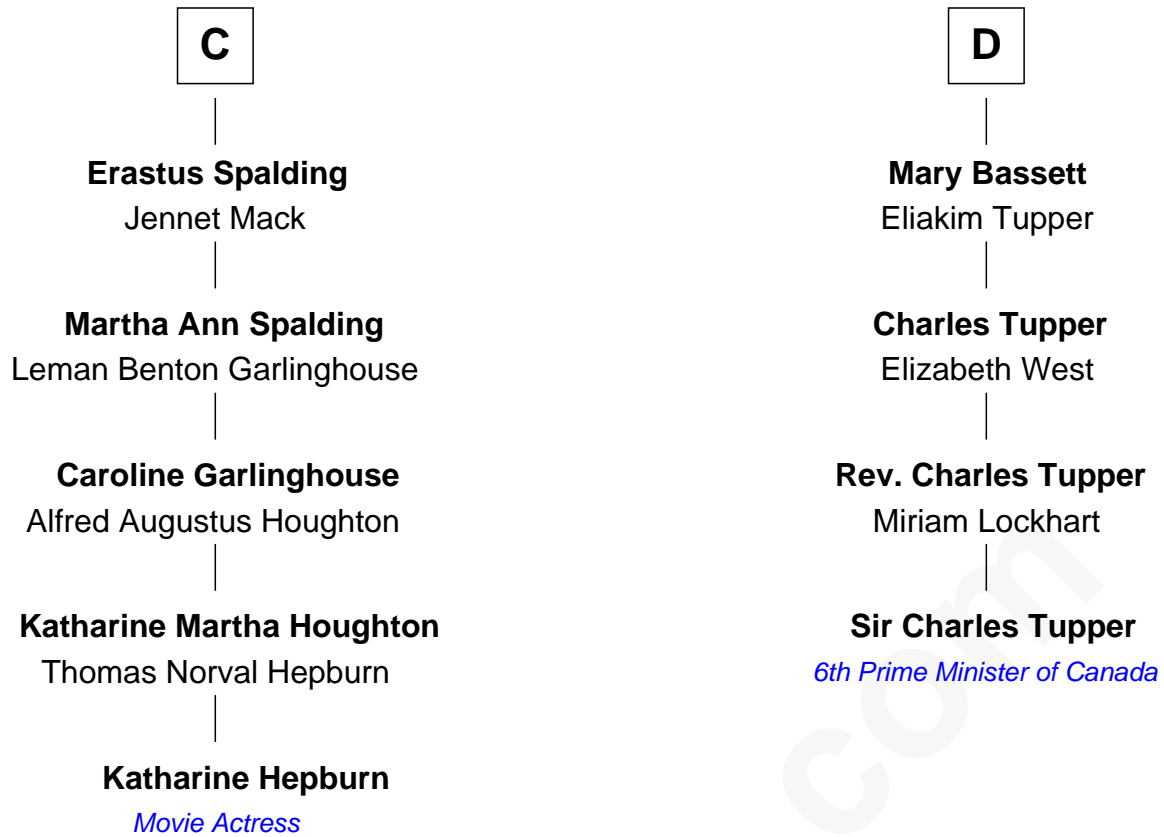 C
Erastus Spalding
Jennet Mack
Martha Ann Spalding
Leman Benton Garlinghouse
Caroline Garlinghouse
Alfred Augustus Houghton
Katharine Martha Houghton
Thomas Norval Hepburn
Katharine Hepburn
Movie Actress
D
Mary Bassett
Eliakim Tupper
Charles Tupper
Elizabeth West
Rev. Charles Tupper
Miriam Lockhart
Sir Charles Tupper
6th Prime Minister of Canada
com